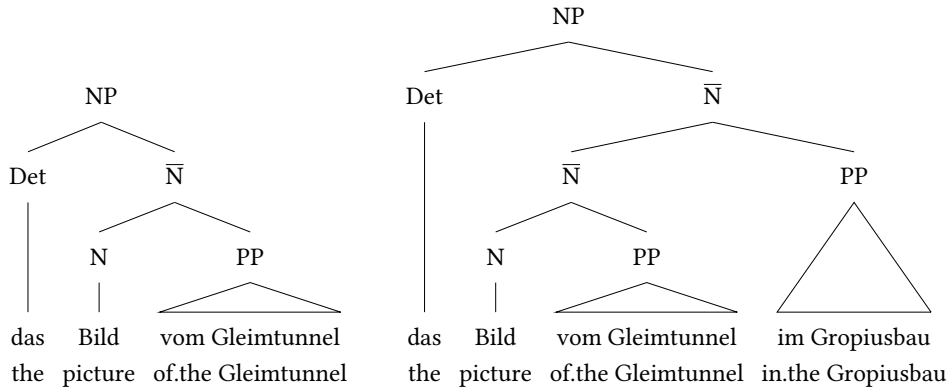 NP
NP Det N̅
Det N̅ N̅ PP
N PP N PP
das Bild vom Gleimtunnel das Bild vom Gleimtunnel im Gropiusbau
the picture of.the Gleimtunnel the picture of.the Gleimtunnel in.the Gropiusbau